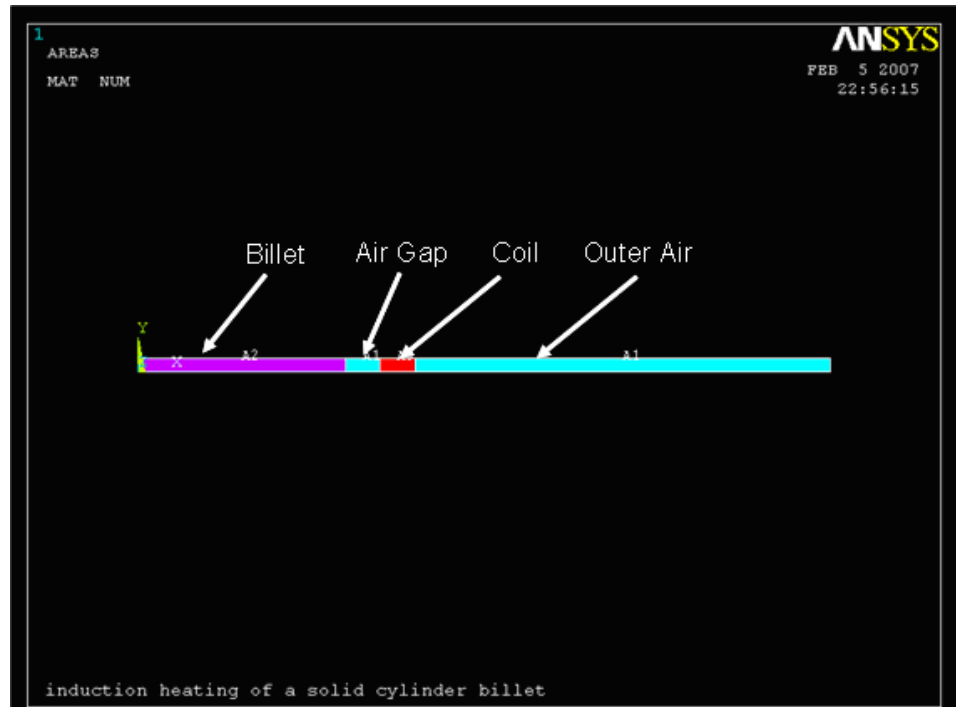 1
ANSYS
AREAS
FEB 5 2007
MAT NUM
22:56:15
Billet Air Gap Coil Outer Air
Y
X A2 A1 A1
induction heating of a solid cylinder billet